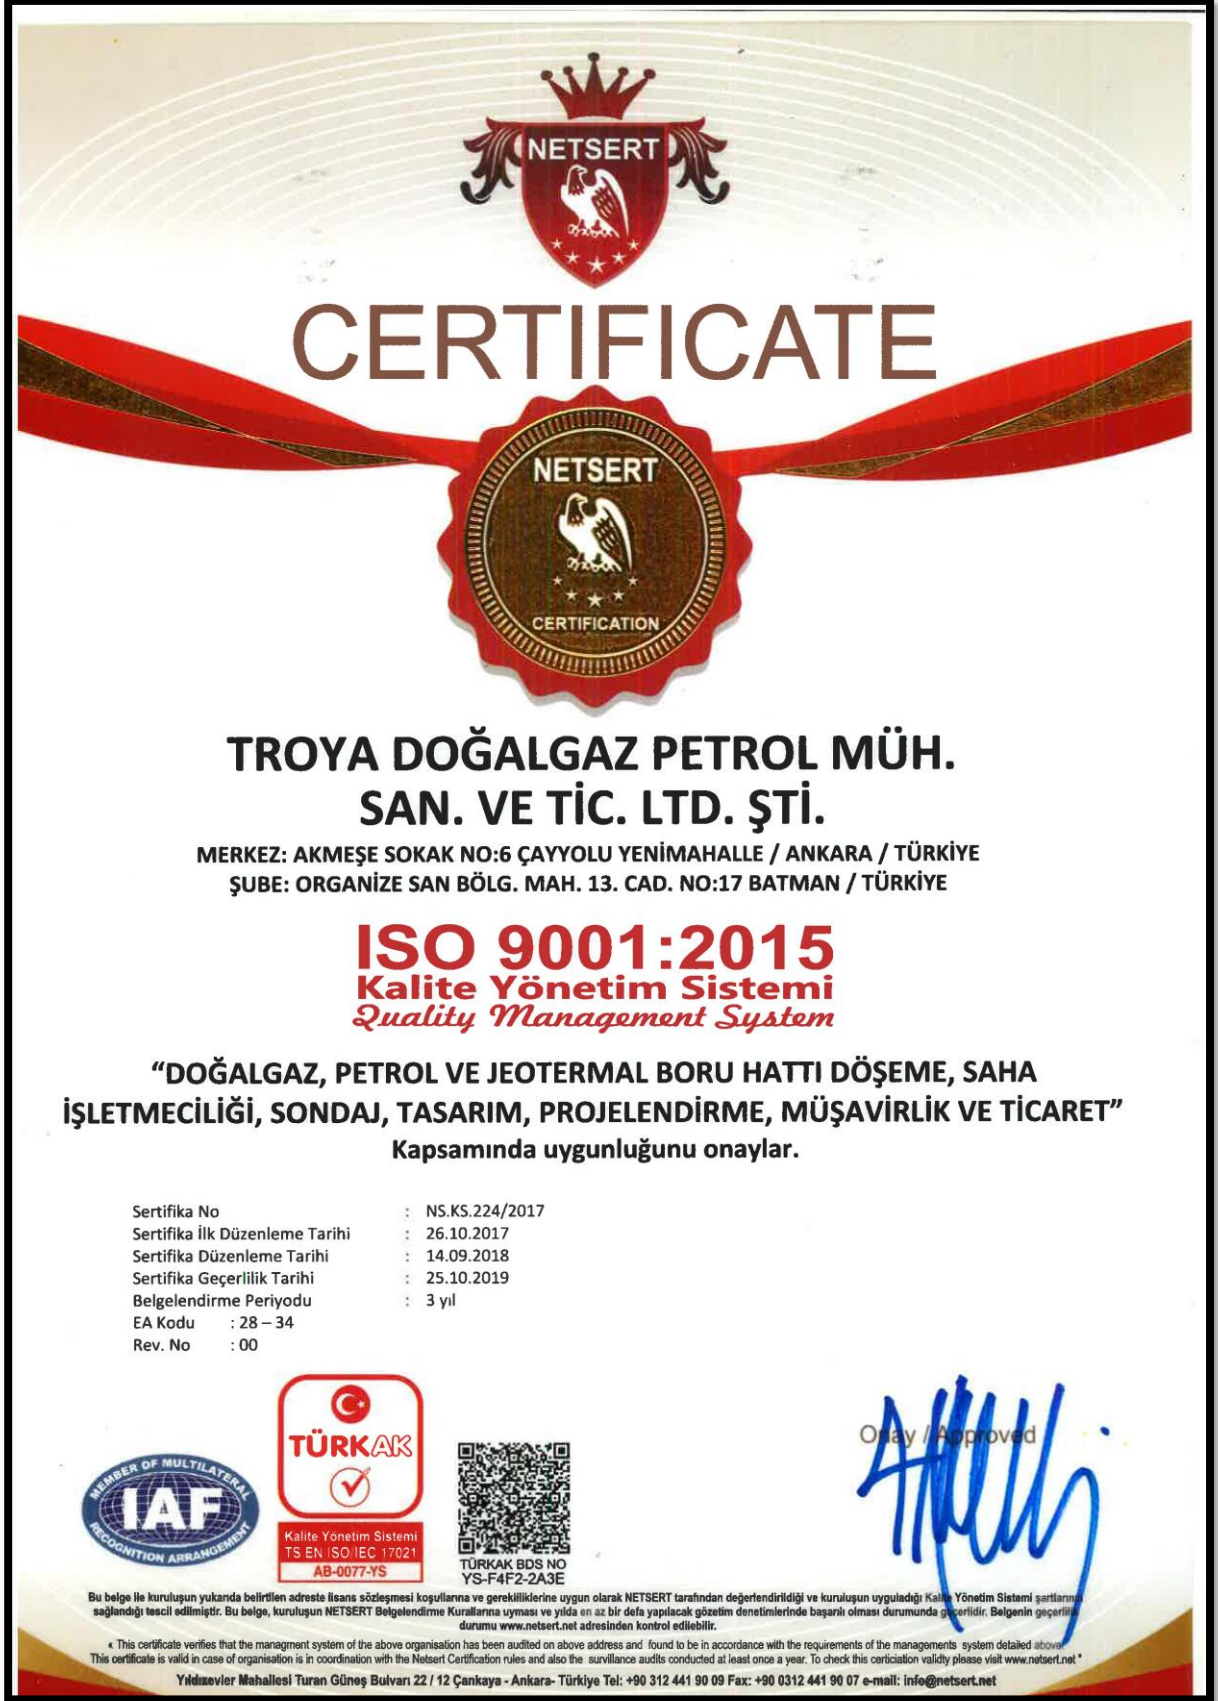 NETSERT
CERTIFICATE
NETSERT
CERTIFICATION
TROYA DOĞALGAZ PETROL MÜH.
SAN. VE TİC. LTD. ŞTİ.
MERKEZ: AKMEŞE SOKAK NO:6 ÇAYYOLU YENİMAHALLE / ANKARA / TÜRKİYE
ŞUBE: ORGANİZE SAN BÖLG. MAH. 13. CAD. NO:17 BATMAN / TÜRKİYE
ISO 9001:2015
Kalite Yönetim Sistemi
Quality Management System
“DOĞALGAZ, PETROL VE JEOTERMAL BORU HATTI DÖŞEME, SAHA
İŞLETMECİLİĞİ, SONDAJ, TASARIM, PROJELENDİRME, MÜŞAVİRLİK VE TİCARET”
Kapsamında uygunluğunu onaylar.
Sertifika No : NS.KS.224/2017
Sertifika İlk Düzenleme Tarihi : 26.10.2017
Sertifika Düzenleme Tarihi : 14.09.2018
Sertifika Geçerlilik Tarihi : 25.10.2019
Belgelendirme Periyodu : 3 yıl
EA Kodu : 28 – 34
Rev. No : 00
MEMBER OF MULTILATERAL
IAF
RECOGNITION ARRANGEMENT
TÜRKAK
Kalite Yönetim Sistemi
TS EN ISO/IEC 17021
AB-0077-YS
TÜRKAK BDS NO
YS-F4F2-2A3E
Onay / Approved
Bu belge ile kuruluşun yukarıda belirtilen adreste lisans sözleşmesi koşullarına ve gerekliliklerine uygun olarak NETSERT tarafından değerlendirildiği ve kuruluşun uyguladığı Kalite Yönetim Sistemi şartlarını
sağlandığı tescil edilmiştir. Bu belge, kuruluşun NETSERT Belgelendirme Kurallarına uyması ve yılda en az bir defa yapılacak gözetim denetimlerinde başarılı olması durumunda geçerlidir. Belgenin geçerlilik
durumu www.netsert.net adresinden kontrol edilebilir.
“ This certificate verifies that the managment system of the above organisation has been audited on above address and found to be in accordance with the requirements of the managements system detailed above.
This certificate is valid in case of organisation is in coordination with the Netsert Certification rules and also the survillance audits conducted at least once a year. To check this certiciation validty please visit www.netsert.net "
Yıldızevler Mahallesi Turan Güneş Bulvarı 22 / 12 Çankaya - Ankara- Türkiye Tel: +90 312 441 90 09 Fax: +90 0312 441 90 07 e-mail: info@netsert.net